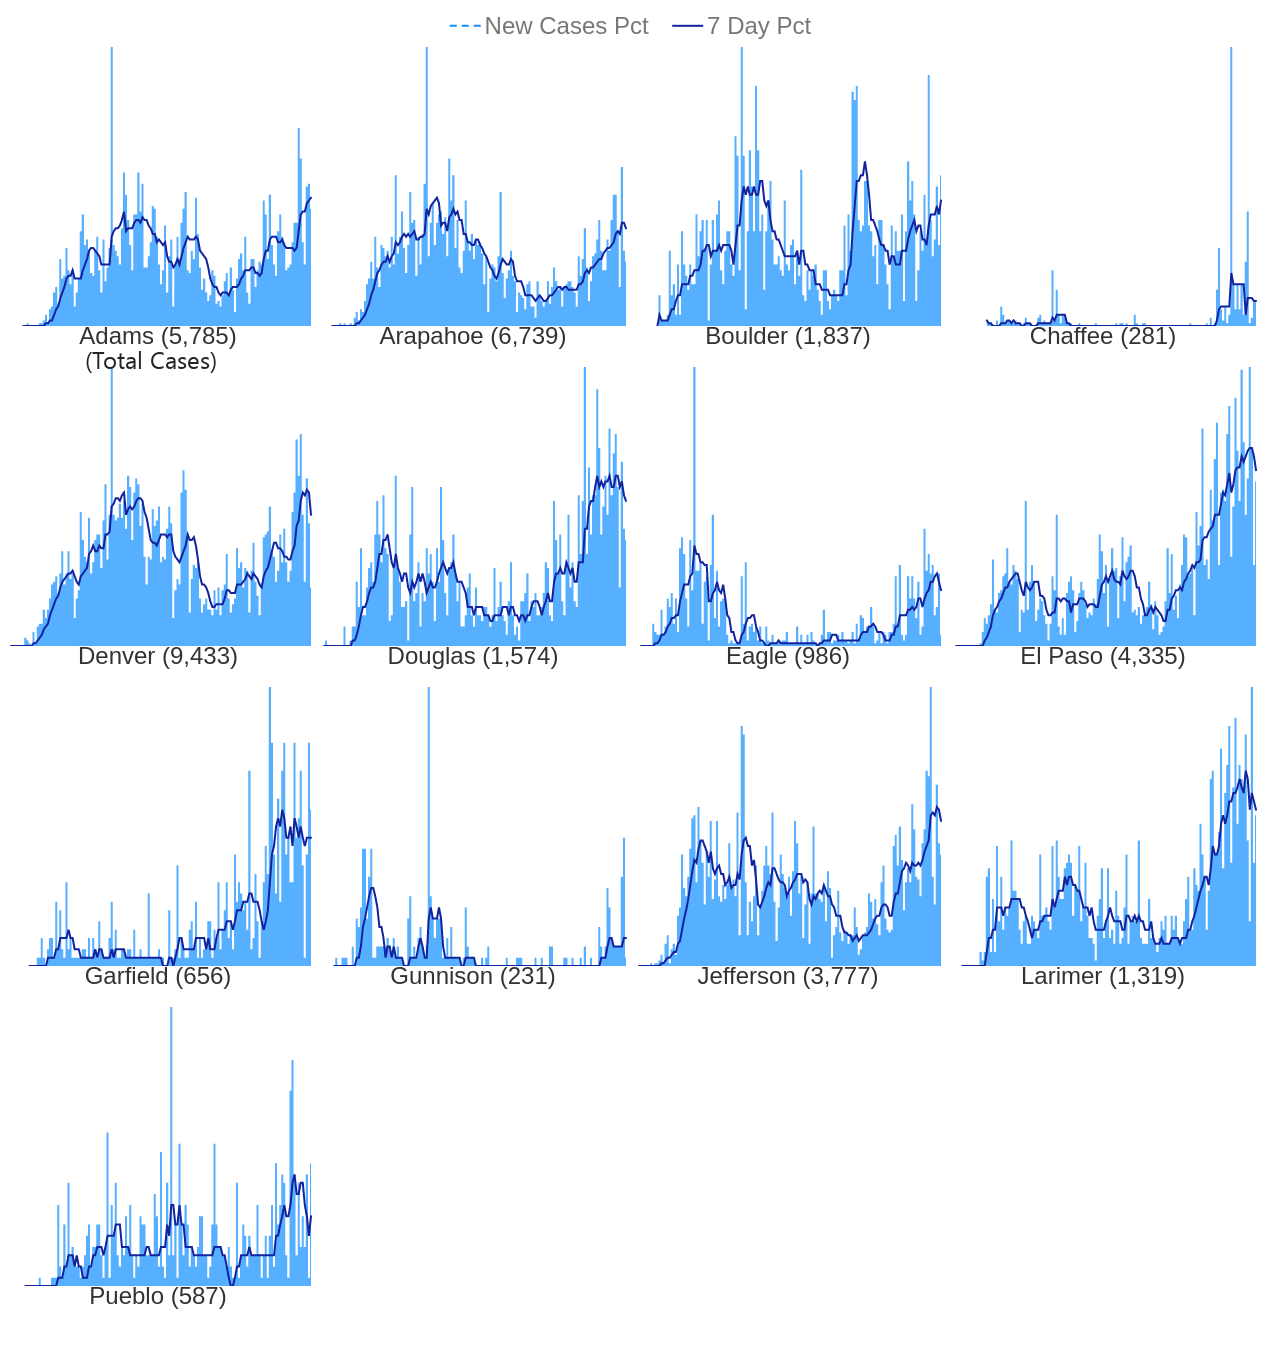 New Cases Pct 7 Day Pct
Adams (5,785) Arapahoe (6,739) Boulder (1,837) Chaffee (281)
(Total Cases)
Denver (9,433) Douglas (1,574) Eagle (986) El Paso (4,335)
Garfield (656) Gunnison (231) Jefferson (3,777) Larimer (1,319)
Pueblo (587)